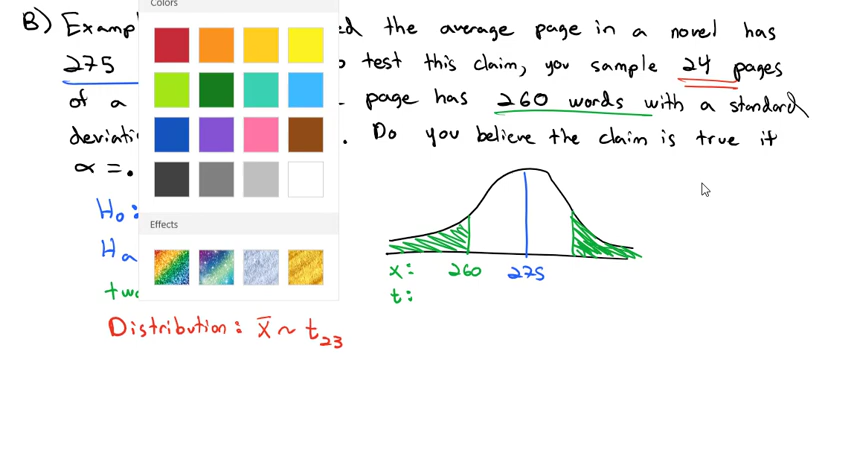 Colors
B) Examp ed the average page in a novel has
275 test this claim, you sample 24 pages
of a page has 260 words with a standard
deviati . Do you believe the claim is true if
α = .
H₀:
Hₐ
x: 260 275
two
t:
Effects
Distribution: x̄ ~ t₂₃